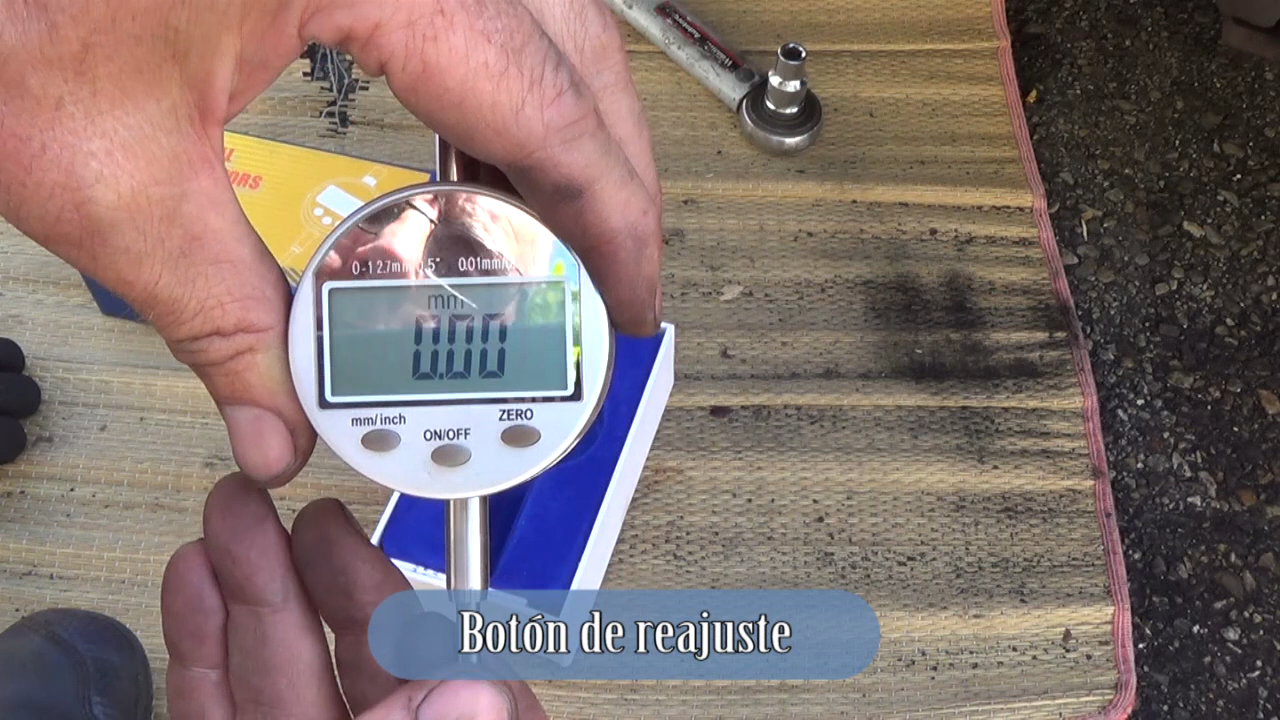 0-12.7mm
0.5"
0.01mm/
mm
0.00
mm/inch
ON/OFF
ZERO
Botón de reajuste